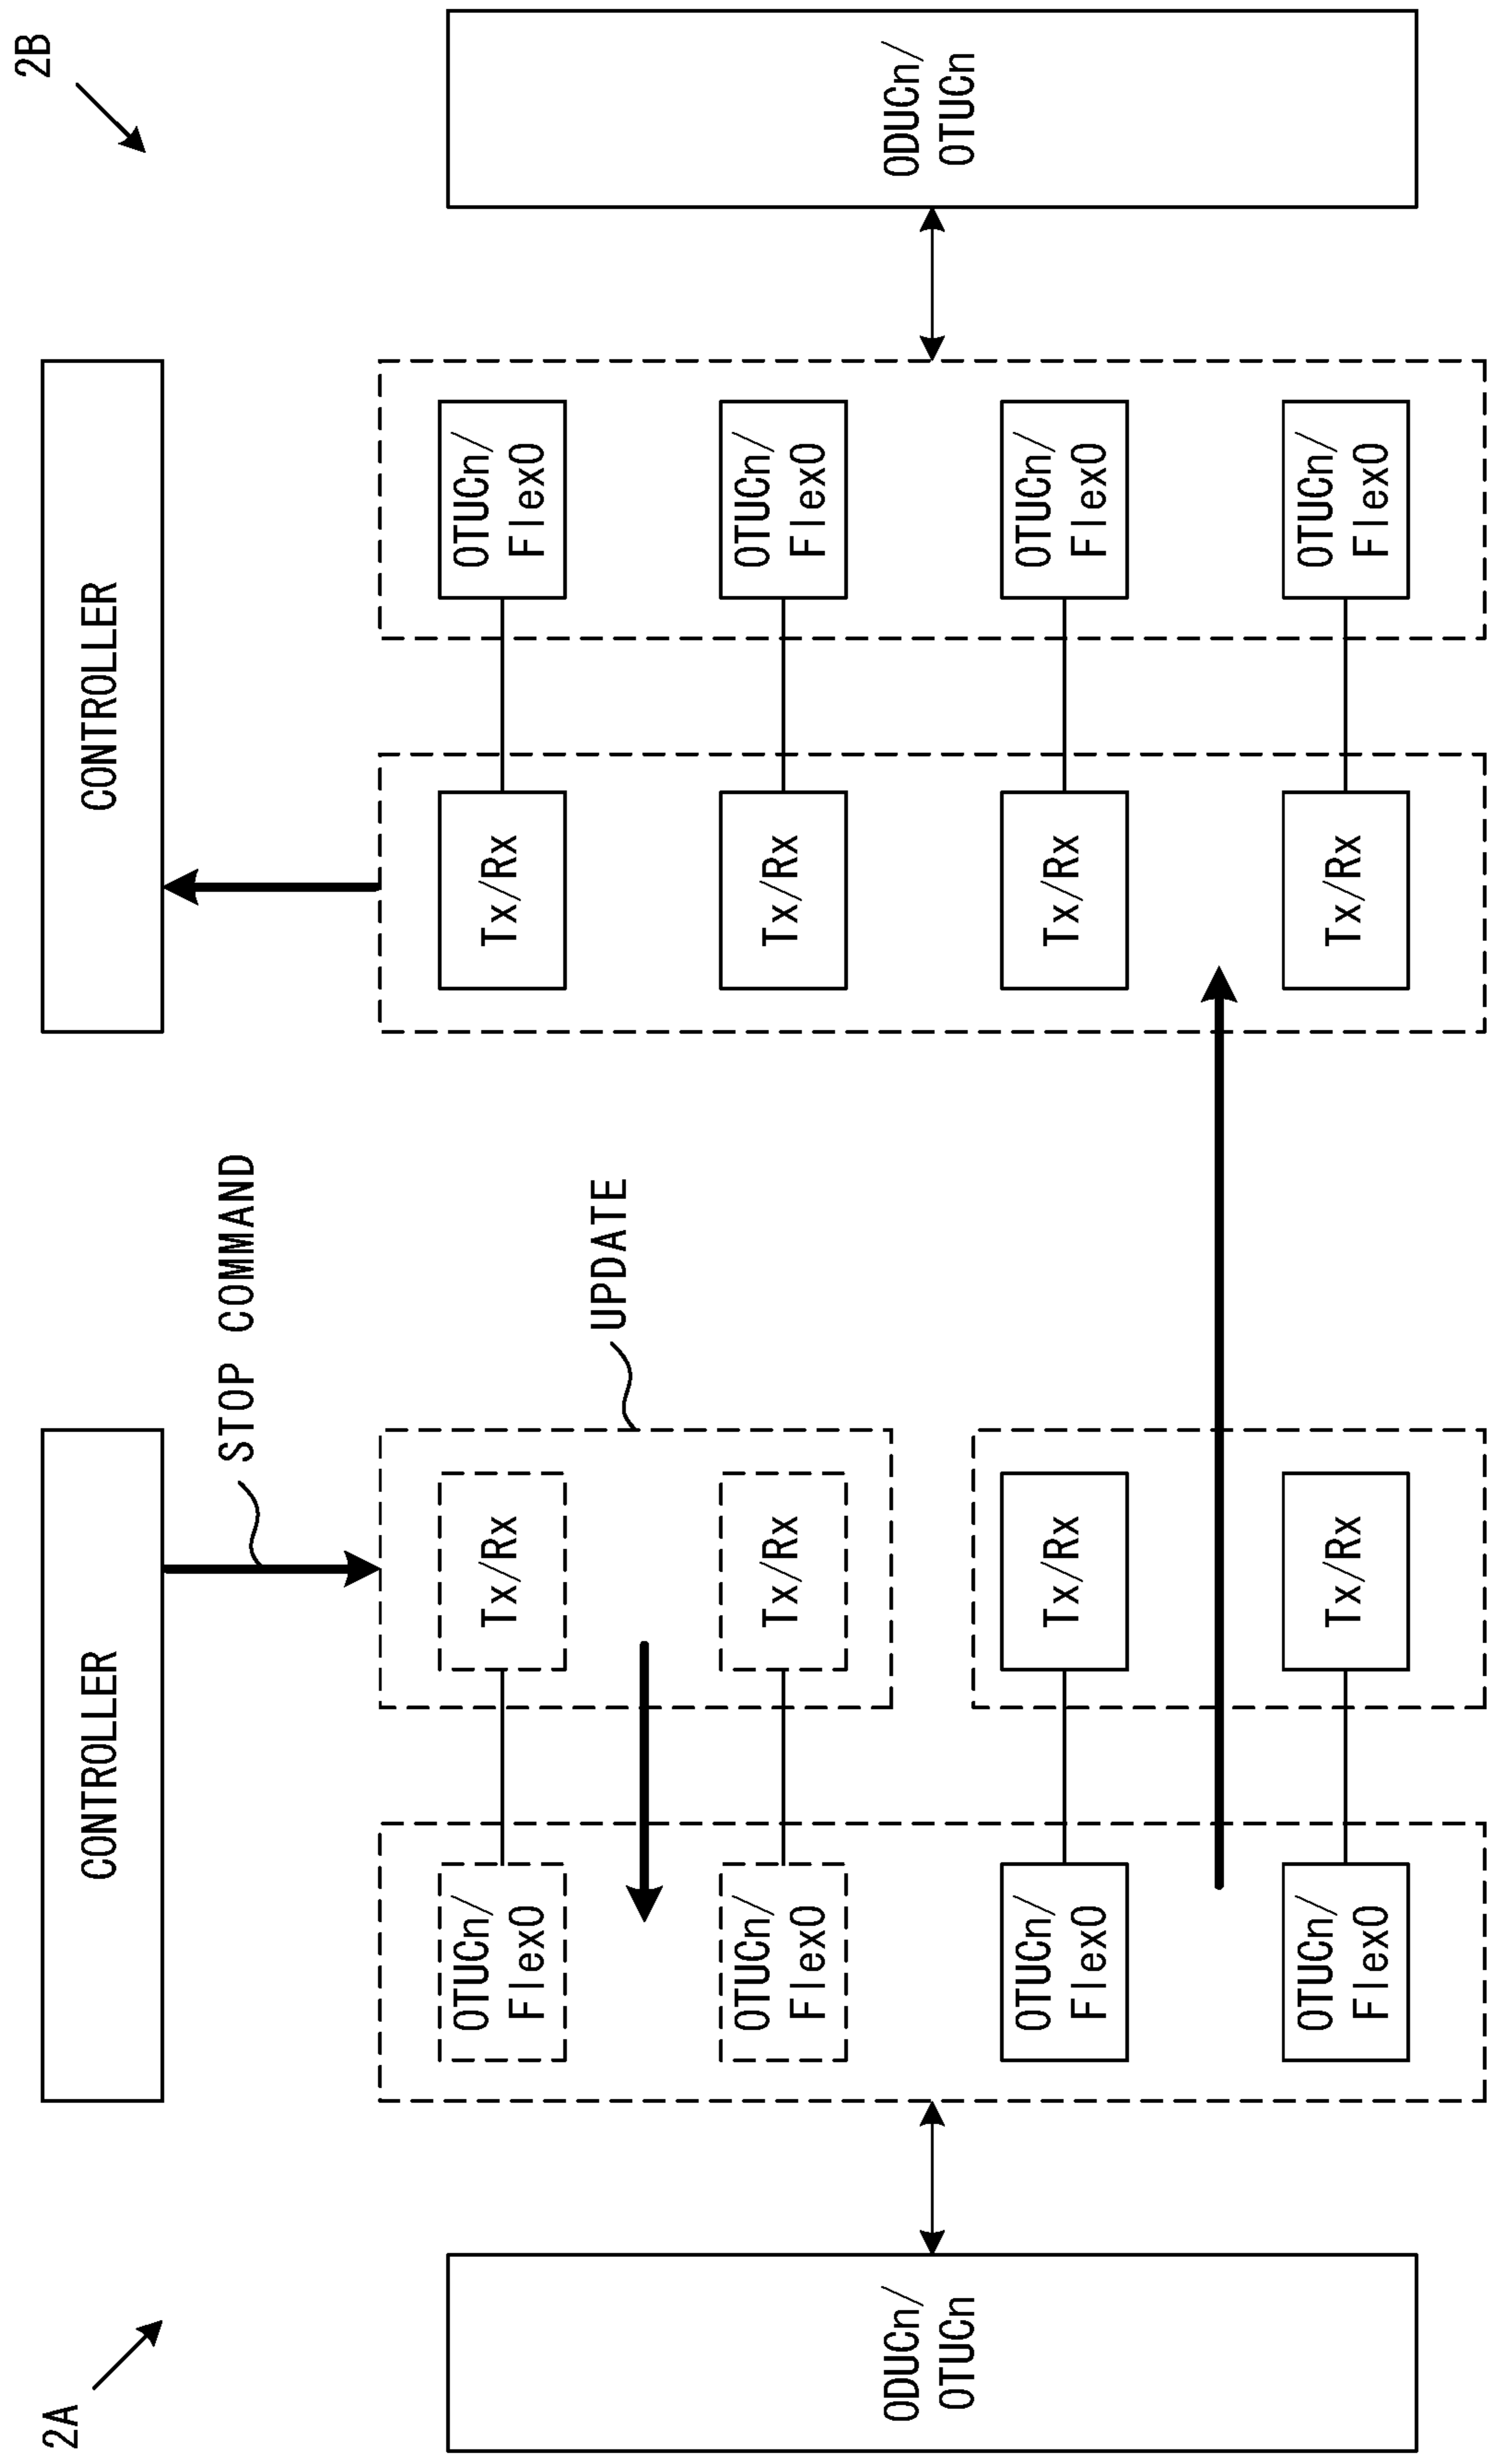 2A
2B
CONTROLLER
CONTROLLER
STOP COMMAND
UPDATE
ODUCn/
OTUCn
OTUCn/
FlexO
Tx/Rx
Tx/Rx
OTUCn/
FlexO
OTUCn/
FlexO
Tx/Rx
Tx/Rx
OTUCn/
FlexO
OTUCn/
FlexO
Tx/Rx
Tx/Rx
OTUCn/
FlexO
OTUCn/
FlexO
Tx/Rx
Tx/Rx
OTUCn/
FlexO
ODUCn/
OTUCn